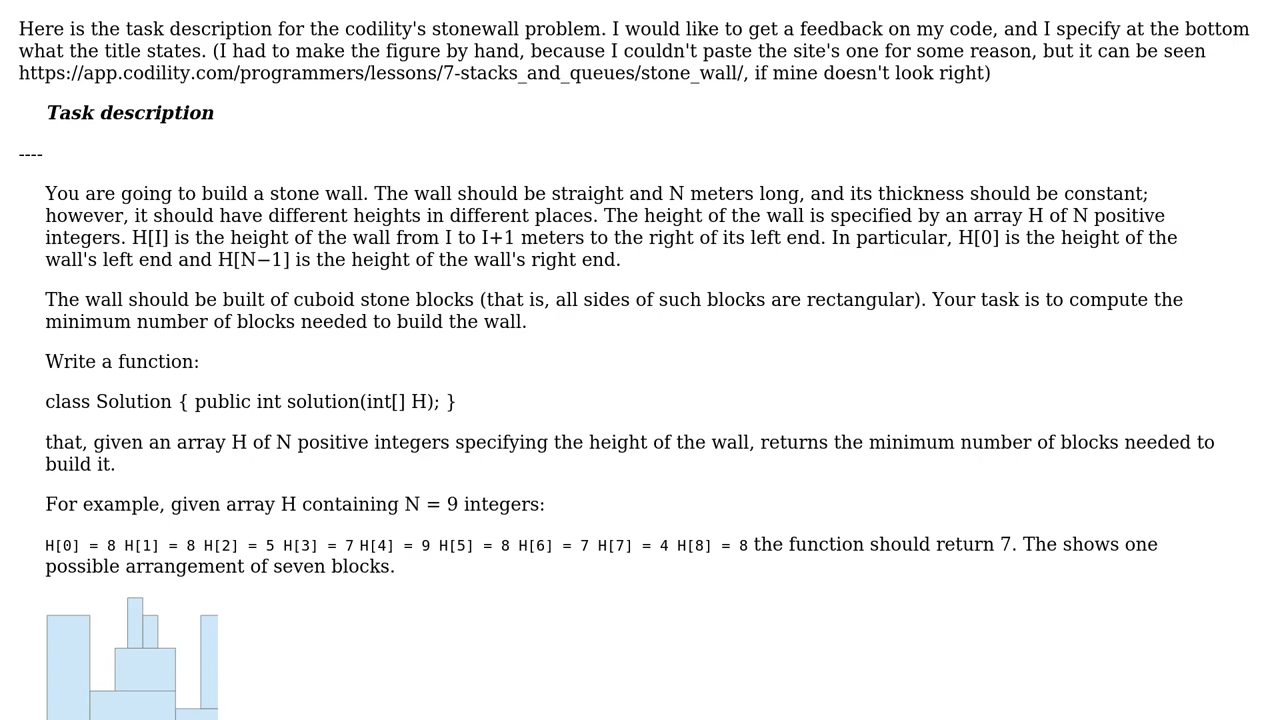 Here is the task description for the codility's stonewall problem. I would like to get a feedback on my code, and I specify at the bottom
what the title states. (I had to make the figure by hand, because I couldn't paste the site's one for some reason, but it can be seen
https://app.codility.com/programmers/lessons/7-stacks_and_queues/stone_wall/, if mine doesn't look right)
Task description
----
You are going to build a stone wall. The wall should be straight and N meters long, and its thickness should be constant;
however, it should have different heights in different places. The height of the wall is specified by an array H of N positive
integers. H[I] is the height of the wall from I to I+1 meters to the right of its left end. In particular, H[0] is the height of the
wall's left end and H[N−1] is the height of the wall's right end.
The wall should be built of cuboid stone blocks (that is, all sides of such blocks are rectangular). Your task is to compute the
minimum number of blocks needed to build the wall.
Write a function:
class Solution { public int solution(int[] H); }
that, given an array H of N positive integers specifying the height of the wall, returns the minimum number of blocks needed to
build it.
For example, given array H containing N = 9 integers:
H[0] = 8 H[1] = 8 H[2] = 5 H[3] = 7 H[4] = 9 H[5] = 8 H[6] = 7 H[7] = 4 H[8] = 8 the function should return 7. The shows one
possible arrangement of seven blocks.